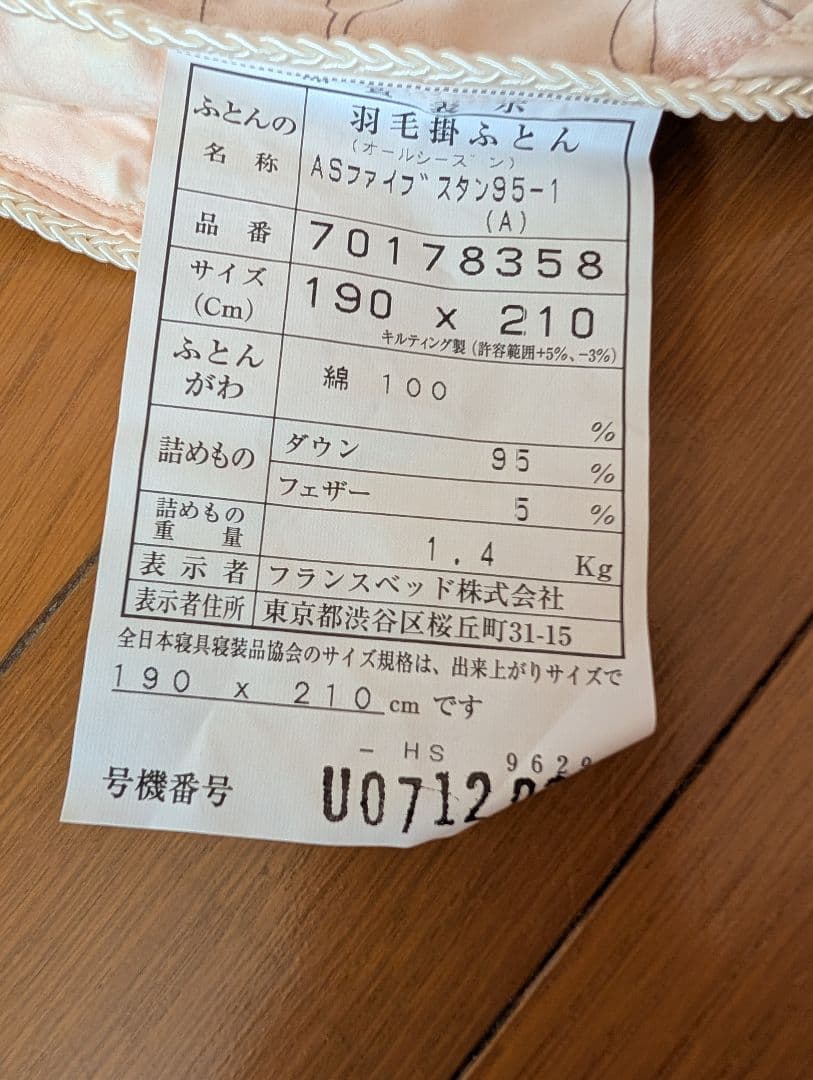 ふとんの名称
羽毛掛ふとん
(オールシーズン)
ASファイブスタン95-1
(A)
品番 70178358
サイズ(Cm) 190 x 210
キルティング製(許容範囲+5%、-3%)
ふとんがわ 綿 100 %
詰めもの ダウン 95 %
フェザー 5 %
詰めもの重量 1.4 Kg
表示者 フランスベッド株式会社
表示者住所 東京都渋谷区桜丘町31-15
全日本寝具寝装品協会のサイズ規格は、出来上がりサイズで
190 x 210 cm です
- HS 962
号機番号 U0712